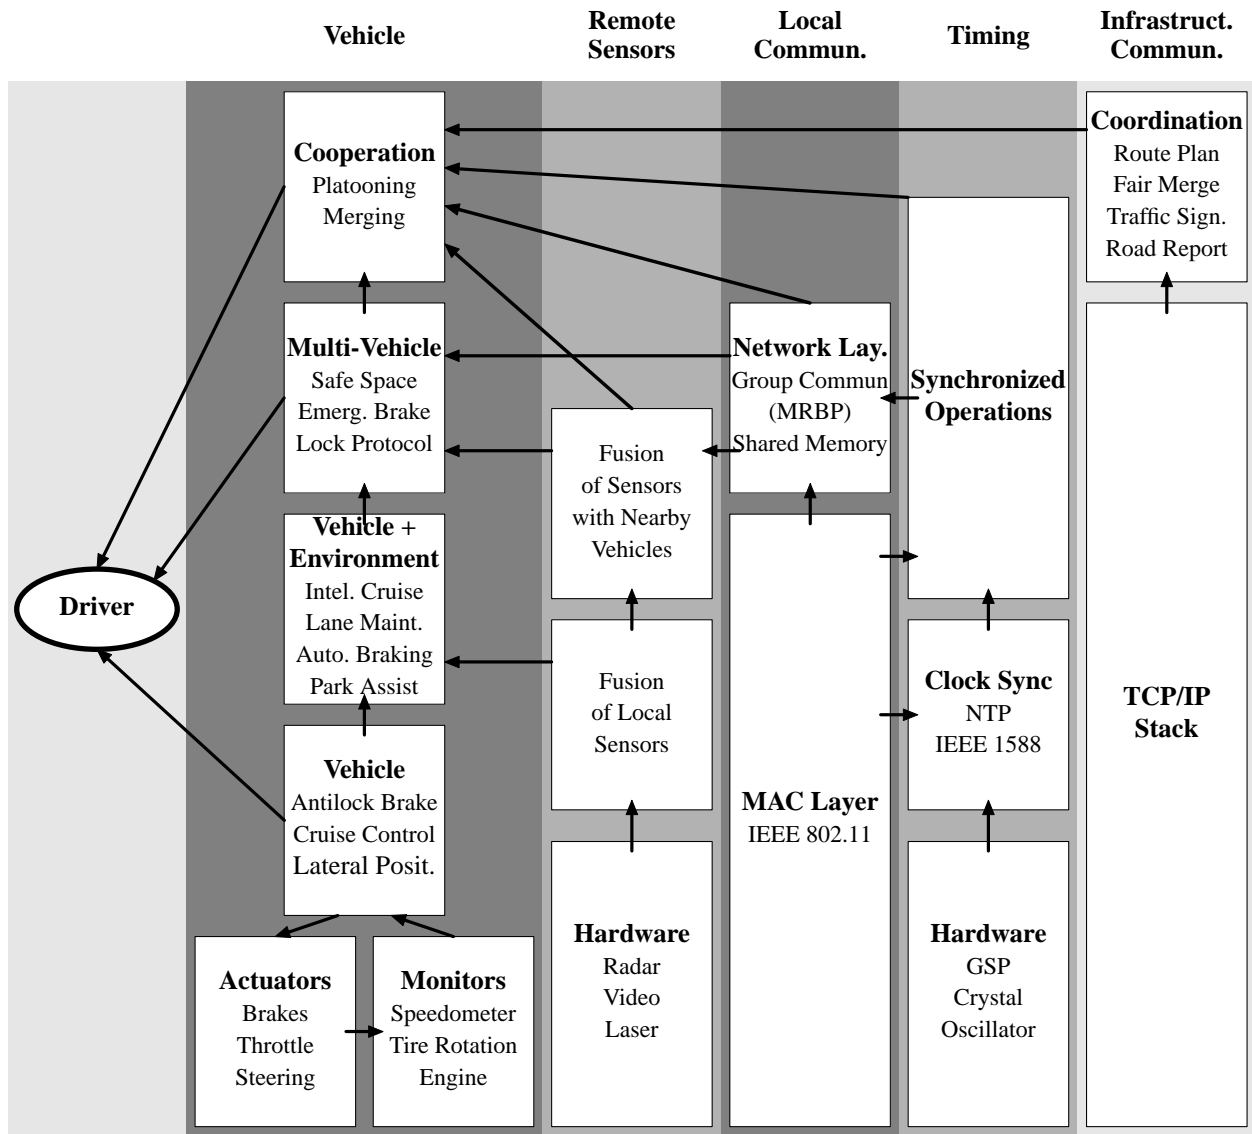 Vehicle
Remote
Sensors
Local
Commun.
Timing
Infrastruct.
Commun.
Driver
Cooperation
Platooning
Merging
Multi-Vehicle
Safe Space
Emerg. Brake
Lock Protocol
Vehicle +
Environment
Intel. Cruise
Lane Maint.
Auto. Braking
Park Assist
Vehicle
Antilock Brake
Cruise Control
Lateral Posit.
Actuators
Brakes
Throttle
Steering
Monitors
Speedometer
Tire Rotation
Engine
Fusion
of Sensors
with Nearby
Vehicles
Fusion
of Local
Sensors
Hardware
Radar
Video
Laser
Network Lay.
Group Commun
(MRBP)
Shared Memory
MAC Layer
IEEE 802.11
Synchronized
Operations
Clock Sync
NTP
IEEE 1588
Hardware
GSP
Crystal
Oscillator
Coordination
Route Plan
Fair Merge
Traffic Sign.
Road Report
TCP/IP
Stack